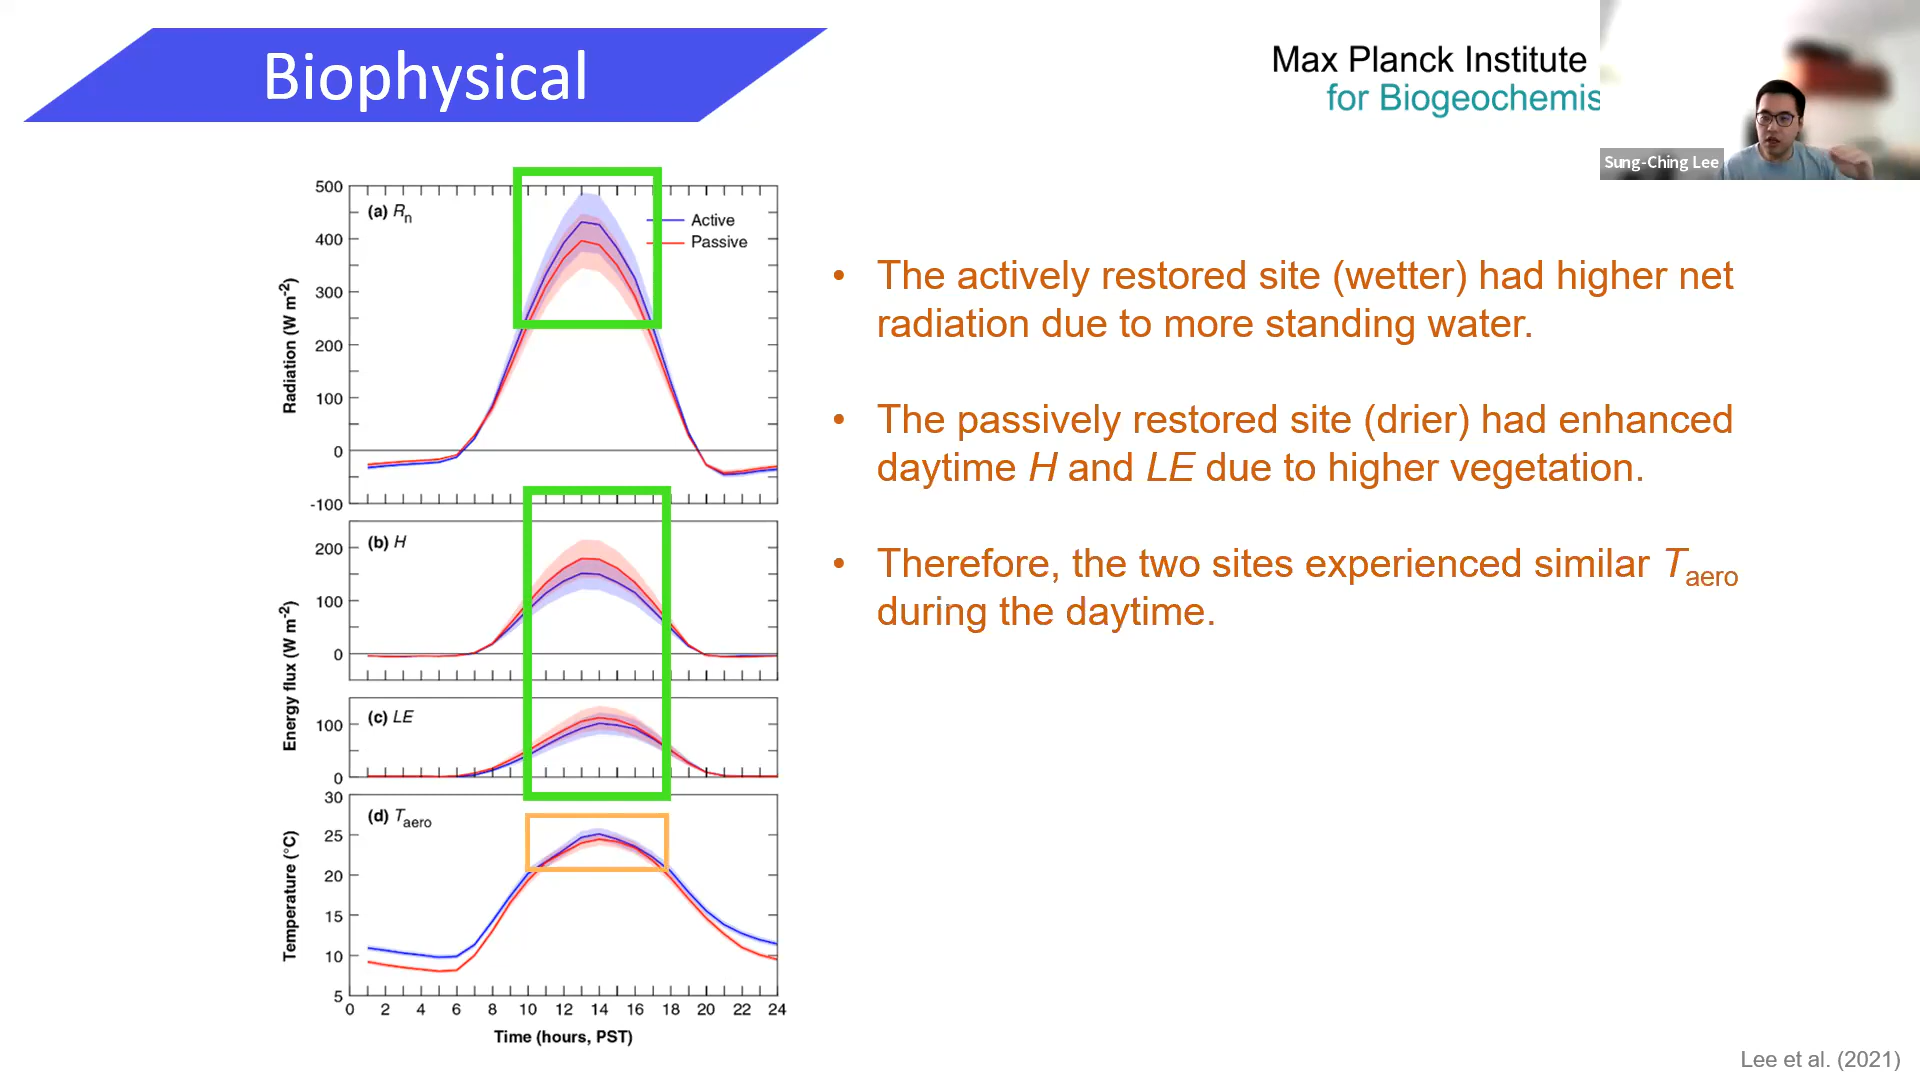 Biophysical
Max Planck Institute
for Biogeochemis
Sung-Ching Lee
500
400
300
200
100
0
-100
(a) Rn
Active
Passive
Radiation (W m-2)
200
100
0
(b) H
Energy flux (W m-2)
100
0
(c) LE
30
25
20
15
10
5
(d) Taero
Temperature (°C)
0 2 4 6 8 10 12 14 16 18 20 22 24
Time (hours, PST)
• The actively restored site (wetter) had higher net
radiation due to more standing water.
• The passively restored site (drier) had enhanced
daytime H and LE due to higher vegetation.
• Therefore, the two sites experienced similar Taero
during the daytime.
Lee et al. (2021)